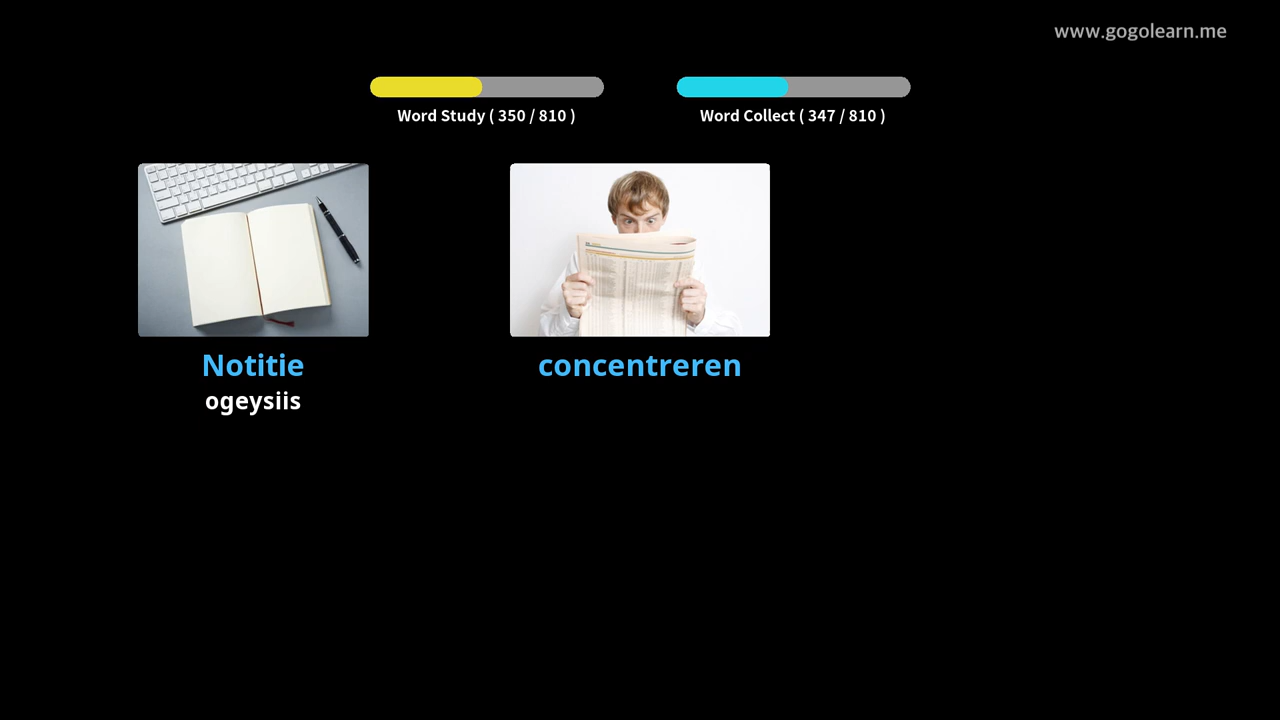 www.gogolearn.me
Word Study ( 350 / 810 )
Word Collect ( 347 / 810 )
Notitie
ogeysiis
concentreren